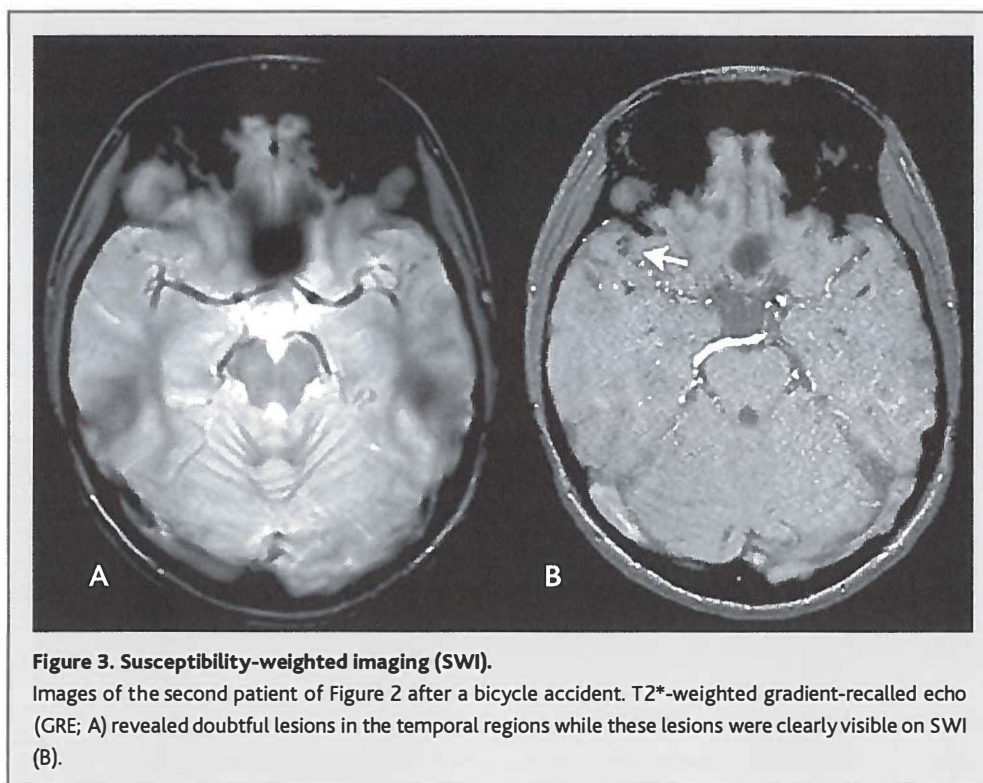 A
B
Figure 3. Susceptibility-weighted imaging (SWI).
Images of the second patient of Figure 2 after a bicycle accident. T2*-weighted gradient-recalled echo
(GRE; A) revealed doubtful lesions in the temporal regions while these lesions were clearly visible on SWI
(B).